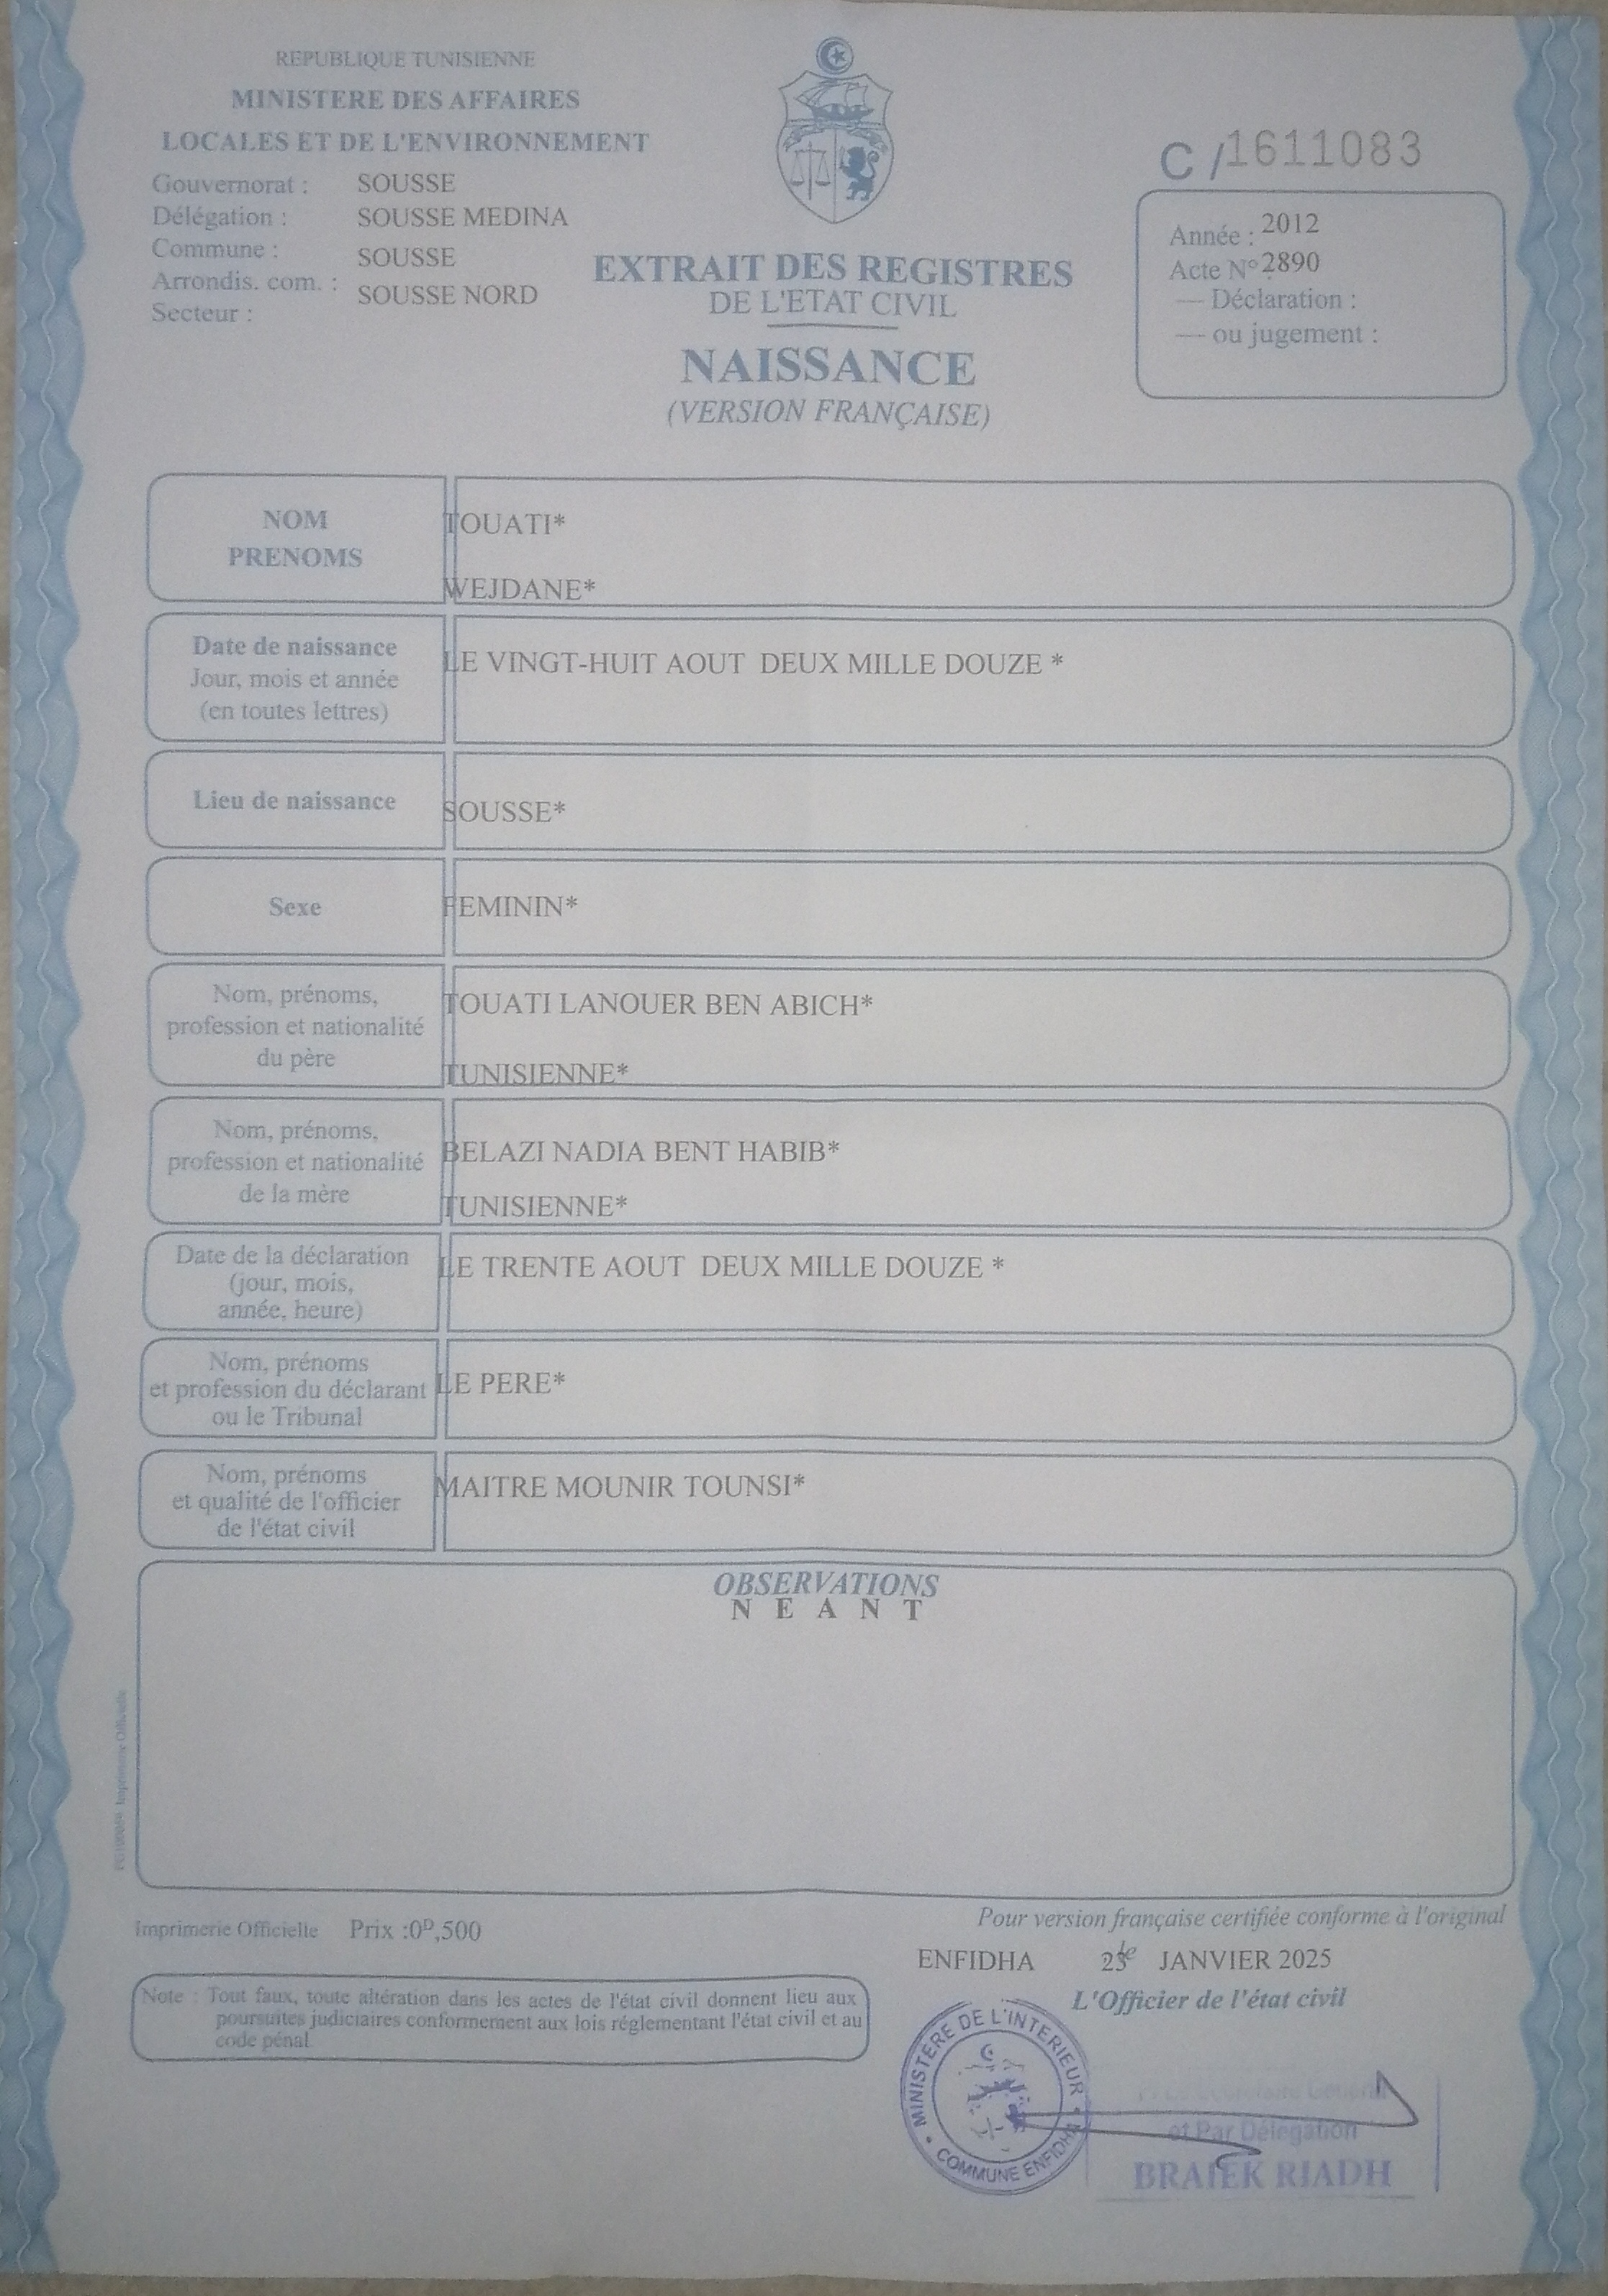 REPUBLIQUE TUNISIENNE
MINISTERE DES AFFAIRES
LOCALES ET DE L'ENVIRONNEMENT
Gouvernorat : SOUSSE
Délégation : SOUSSE MEDINA
Commune : SOUSSE
Arrondis. com. : SOUSSE NORD
Secteur :
C/1611083
Année : 2012
Acte N° 2890
— Déclaration :
— ou jugement :
EXTRAIT DES REGISTRES
DE L'ETAT CIVIL
NAISSANCE
(VERSION FRANÇAISE)
NOM
PRENOMS
TOUATI*
WEJDANE*
Date de naissance
Jour, mois et année
(en toutes lettres)
LE VINGT-HUIT AOUT DEUX MILLE DOUZE *
Lieu de naissance
SOUSSE*
Sexe
FEMININ*
Nom, prénoms,
profession et nationalité
du père
TOUATI LANOUER BEN ABICH*
TUNISIENNE*
Nom, prénoms,
profession et nationalité
de la mère
BELAZI NADIA BENT HABIB*
TUNISIENNE*
Date de la déclaration
(jour, mois,
année, heure)
LE TRENTE AOUT DEUX MILLE DOUZE *
Nom, prénoms
et profession du déclarant
ou le Tribunal
LE PERE*
Nom, prénoms
et qualité de l'officier
de l'état civil
MAITRE MOUNIR TOUNSI*
OBSERVATIONS
N E A N T
Imprimerie Officielle
Imprimerie Officielle Prix :0ᴰ,500
Note : Tout faux, toute altération dans les actes de l'état civil donnent lieu aux
poursuites judiciaires conformement aux lois réglementant l'état civil et au
code pénal.
Pour version française certifiée conforme à l'original
ENFIDHA le 23 JANVIER 2025
L'Officier de l'état civil
MINISTERE DE L'INTERIEUR
COMMUNE ENFIDHA
Secrétaire Général
et Par Délégation
BRAIEK RIADH